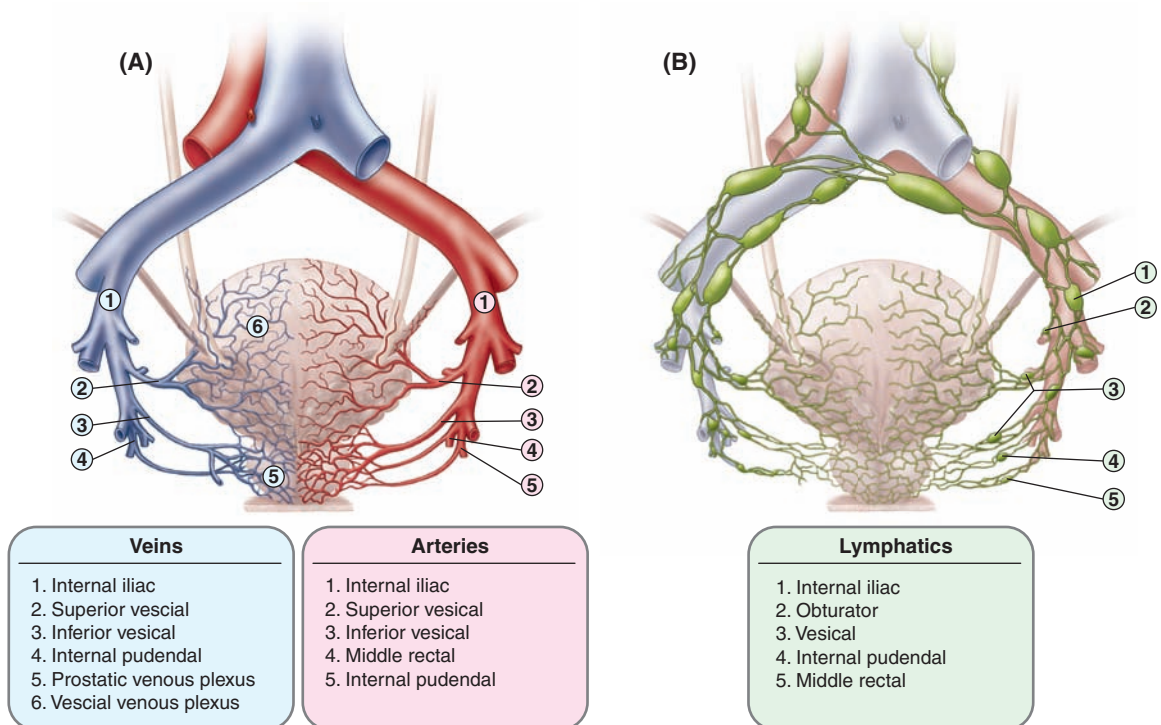 (A)
1
6
2
3
4
5
1
2
3
4
5
(B)
1
2
3
4
5
Veins
1. Internal iliac
2. Superior vescial
3. Inferior vesical
4. Internal pudendal
5. Prostatic venous plexus
6. Vescial venous plexus
Arteries
1. Internal iliac
2. Superior vesical
3. Inferior vesical
4. Middle rectal
5. Internal pudendal
Lymphatics
1. Internal iliac
2. Obturator
3. Vesical
4. Internal pudendal
5. Middle rectal